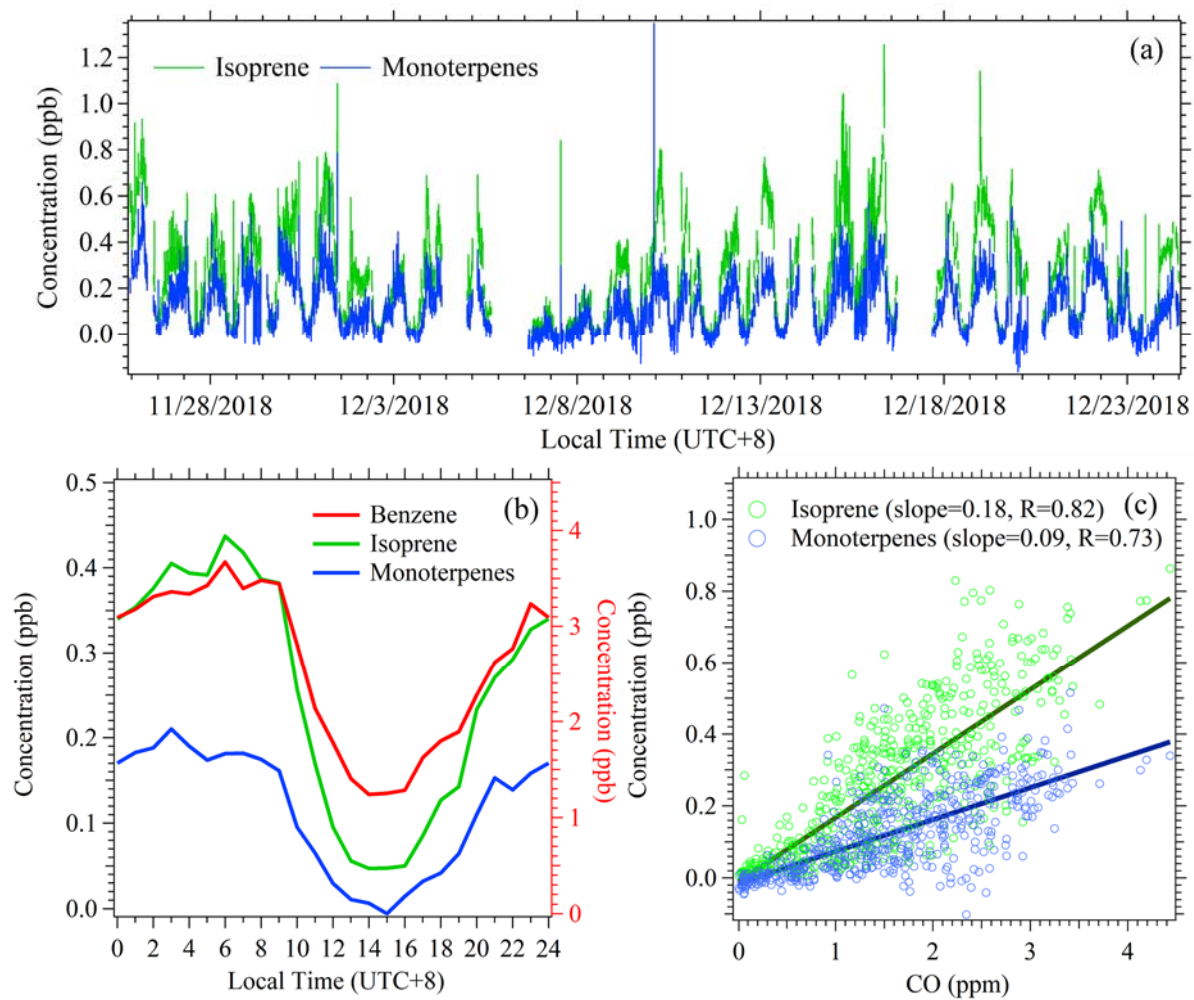 (a)
Isoprene Monoterpenes
1.2
1.0
0.8
0.6
0.4
0.2
0.0
Concentration (ppb)
11/28/2018 12/3/2018 12/8/2018 12/13/2018 12/18/2018 12/23/2018
Local Time (UTC+8)
(b)
Benzene
Isoprene
Monoterpenes
0.5
0.4
0.3
0.2
0.1
0.0
Concentration (ppb)
4
3
2
1
0
Concentration (ppb)
0 2 4 6 8 10 12 14 16 18 20 22 24
Local Time (UTC+8)
(c)
Isoprene (slope=0.18, R=0.82)
Monoterpenes (slope=0.09, R=0.73)
1.0
0.8
0.6
0.4
0.2
0.0
Concentration (ppb)
0 1 2 3 4
CO (ppm)